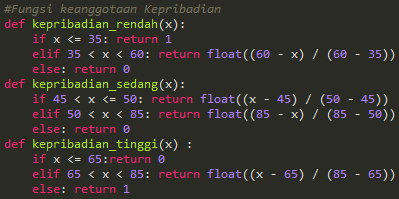 #Fungsi keanggotaan Kepribadian
def kepribadian_rendah(x):
    if x <= 35: return 1
    elif 35 < x < 60: return float((60 - x) / (60 - 35))
    else: return 0
def kepribadian_sedang(x):
    if 45 < x <= 50: return float((x - 45) / (50 - 45))
    elif 50 < x < 85: return float((85 - x) / (85 - 50))
    else: return 0
def kepribadian_tinggi(x) :
    if x <= 65:return 0
    elif 65 < x < 85: return float((x - 65) / (85 - 65))
    else: return 1